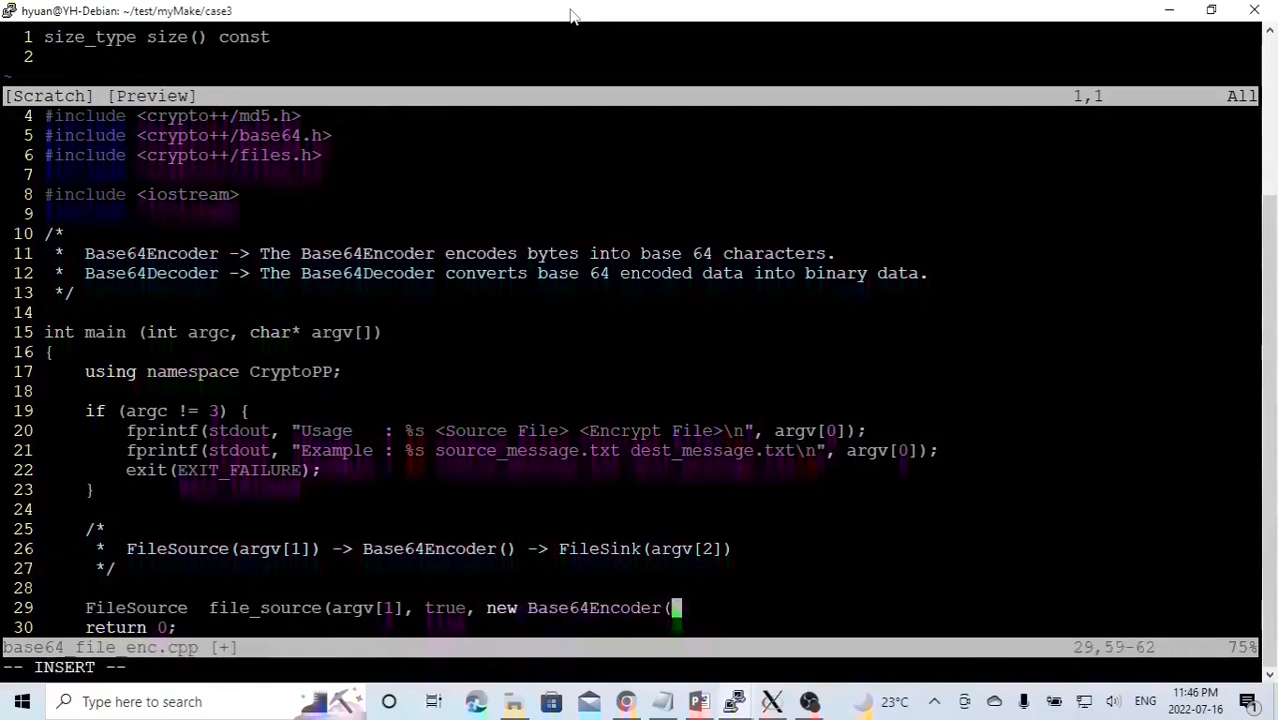 hyuan@YH-Debian: ~/test/myMake/case3
1 size_type size() const
2
~
[Scratch] [Preview] 1,1 All
4 #include <crypto++/md5.h>
5 #include <crypto++/base64.h>
6 #include <crypto++/files.h>
7
8 #include <iostream>
9
10 /*
11  *  Base64Encoder -> The Base64Encoder encodes bytes into base 64 characters.
12  *  Base64Decoder -> The Base64Decoder converts base 64 encoded data into binary data.
13  */
14
15 int main (int argc, char* argv[])
16 {
17     using namespace CryptoPP;
18
19     if (argc != 3) {
20         fprintf(stdout, "Usage   : %s <Source File> <Encrypt File>\n", argv[0]);
21         fprintf(stdout, "Example : %s source_message.txt dest_message.txt\n", argv[0]);
22         exit(EXIT_FAILURE);
23     }
24
25     /*
26      *  FileSource(argv[1]) -> Base64Encoder() -> FileSink(argv[2])
27      */
28
29     FileSource  file_source(argv[1], true, new Base64Encoder(
30     return 0;
base64_file_enc.cpp [+] 29,59-62 75%
-- INSERT --
Type here to search
23°C
ENG
11:46 PM
2022-07-16
1